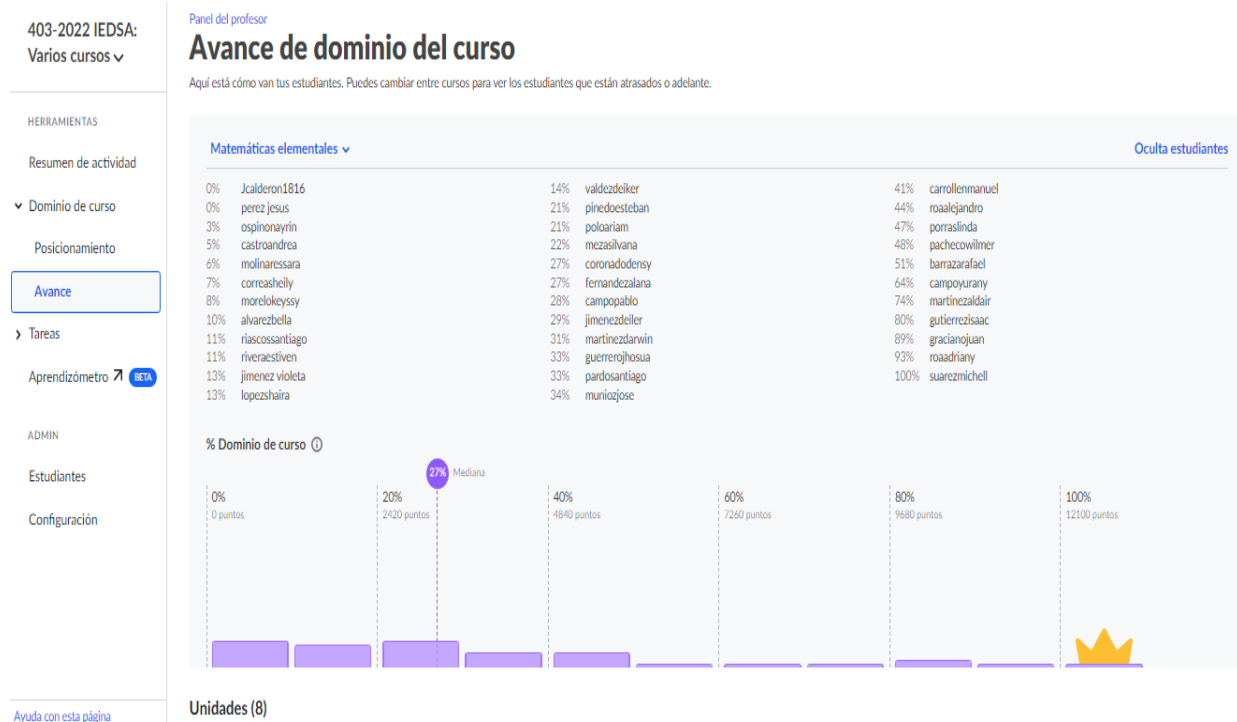 403-2022 IEDSA:
Varios cursos
HERRAMIENTAS
Resumen de actividad
Dominio de curso
Posicionamiento
Avance
Tareas
Aprendizómetro BETA
ADMIN
Estudiantes
Configuración
Ayuda con esta página
Panel del profesor
Avance de dominio del curso
Aquí está cómo van tus estudiantes. Puedes cambiar entre cursos para ver los estudiantes que están atrasados o adelante.
Matemáticas elementales
Oculta estudiantes
0% Jcalderon1816
0% perez jesus
3% ospinonayrin
5% castroandrea
6% molinaressara
7% correasheily
8% morelokeyssy
10% alvarezbella
11% riascossantiago
11% riveraestiven
13% jimenez violeta
13% lopezshaira
14% valdezdeiker
21% pinedoesteban
21% poloariam
22% mezasilvana
27% coronadodensy
27% fernandezalana
28% campopablo
29% jimenezdeiler
31% martinezdarwin
33% guerrerojhosua
33% pardosantiago
34% muniozjose
41% carrollenmanuel
44% roaalejandro
47% porraslinda
48% pachecowilmer
51% barrazarafael
64% campoyurany
74% martinezaldair
80% gutierrezisaac
89% gracianojuan
93% roaadriany
100% suarezmichell
% Dominio de curso
27% Mediana
0% 20% 40% 60% 80% 100%
0 puntos 2420 puntos 4840 puntos 7260 puntos 9680 puntos 12100 puntos
Unidades (8)